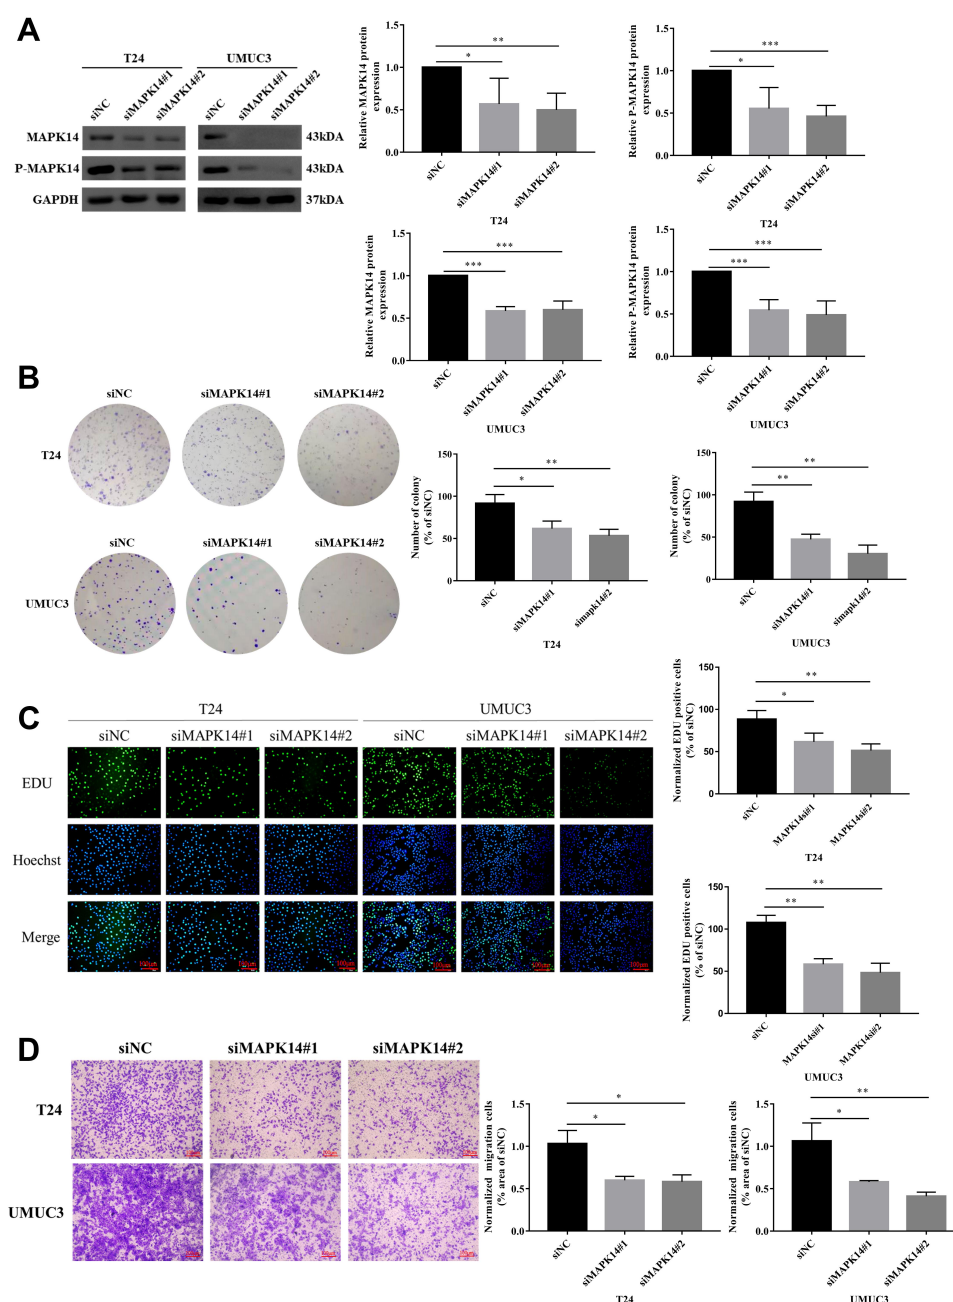 A
T24
UMUC3
siNC
siMAPK14#1
siMAPK14#2
siNC
siMAPK14#1
siMAPK14#2
MAPK14
43kDA
P-MAPK14
43kDA
GAPDH
37kDA
Relative MAPK14 protein
expression
1.5
1.0
0.5
0.0
*
**
siNC
siMAPK14#1
siMAPK14#2
T24
Relative P-MAPK14 protein
expression
1.5
1.0
0.5
0.0
*
***
siNC
siMAPK14#1
siMAPK14#2
T24
Relative MAPK14 protein
expression
1.5
1.0
0.5
0.0
***
***
siNC
siMAPK14#1
siMAPK14#2
UMUC3
Relative P-MAPK14 protein
expression
1.5
1.0
0.5
0.0
***
***
siNC
siMAPK14#1
siMAPK14#2
UMUC3
B
siNC
siMAPK14#1
siMAPK14#2
T24
siNC
siMAPK14#1
siMAPK14#2
UMUC3
Number of colony
(% of siNC)
150
100
50
0
*
**
siNC
siMAPK14#1
simapk14#2
T24
Number of colony
(% of siNC)
150
100
50
0
**
**
siNC
siMAPK14#1
simapk14#2
UMUC3
C
T24
UMUC3
siNC
siMAPK14#1
siMAPK14#2
siNC
siMAPK14#1
siMAPK14#2
EDU
Hoechst
Merge
100μm
100μm
100μm
100μm
100μm
100μm
Normalized EDU positive cells
(% of siNC)
150
100
50
0
*
**
siNC
MAPK14si#1
MAPK14si#2
T24
Normalized EDU positive cells
(% of siNC)
150
100
50
0
**
**
siNC
MAPK14si#1
MAPK14si#2
UMUC3
D
siNC
siMAPK14#1
siMAPK14#2
T24
UMUC3
Normalized migration cells
(% area of siNC)
1.5
1.0
0.5
0.0
*
*
siNC
siMAPK14#1
siMAPK14#2
T24
Normalized migration cells
(% area of siNC)
1.5
1.0
0.5
0.0
*
**
siNC
siMAPK14#1
siMAPK14#2
UMUC3